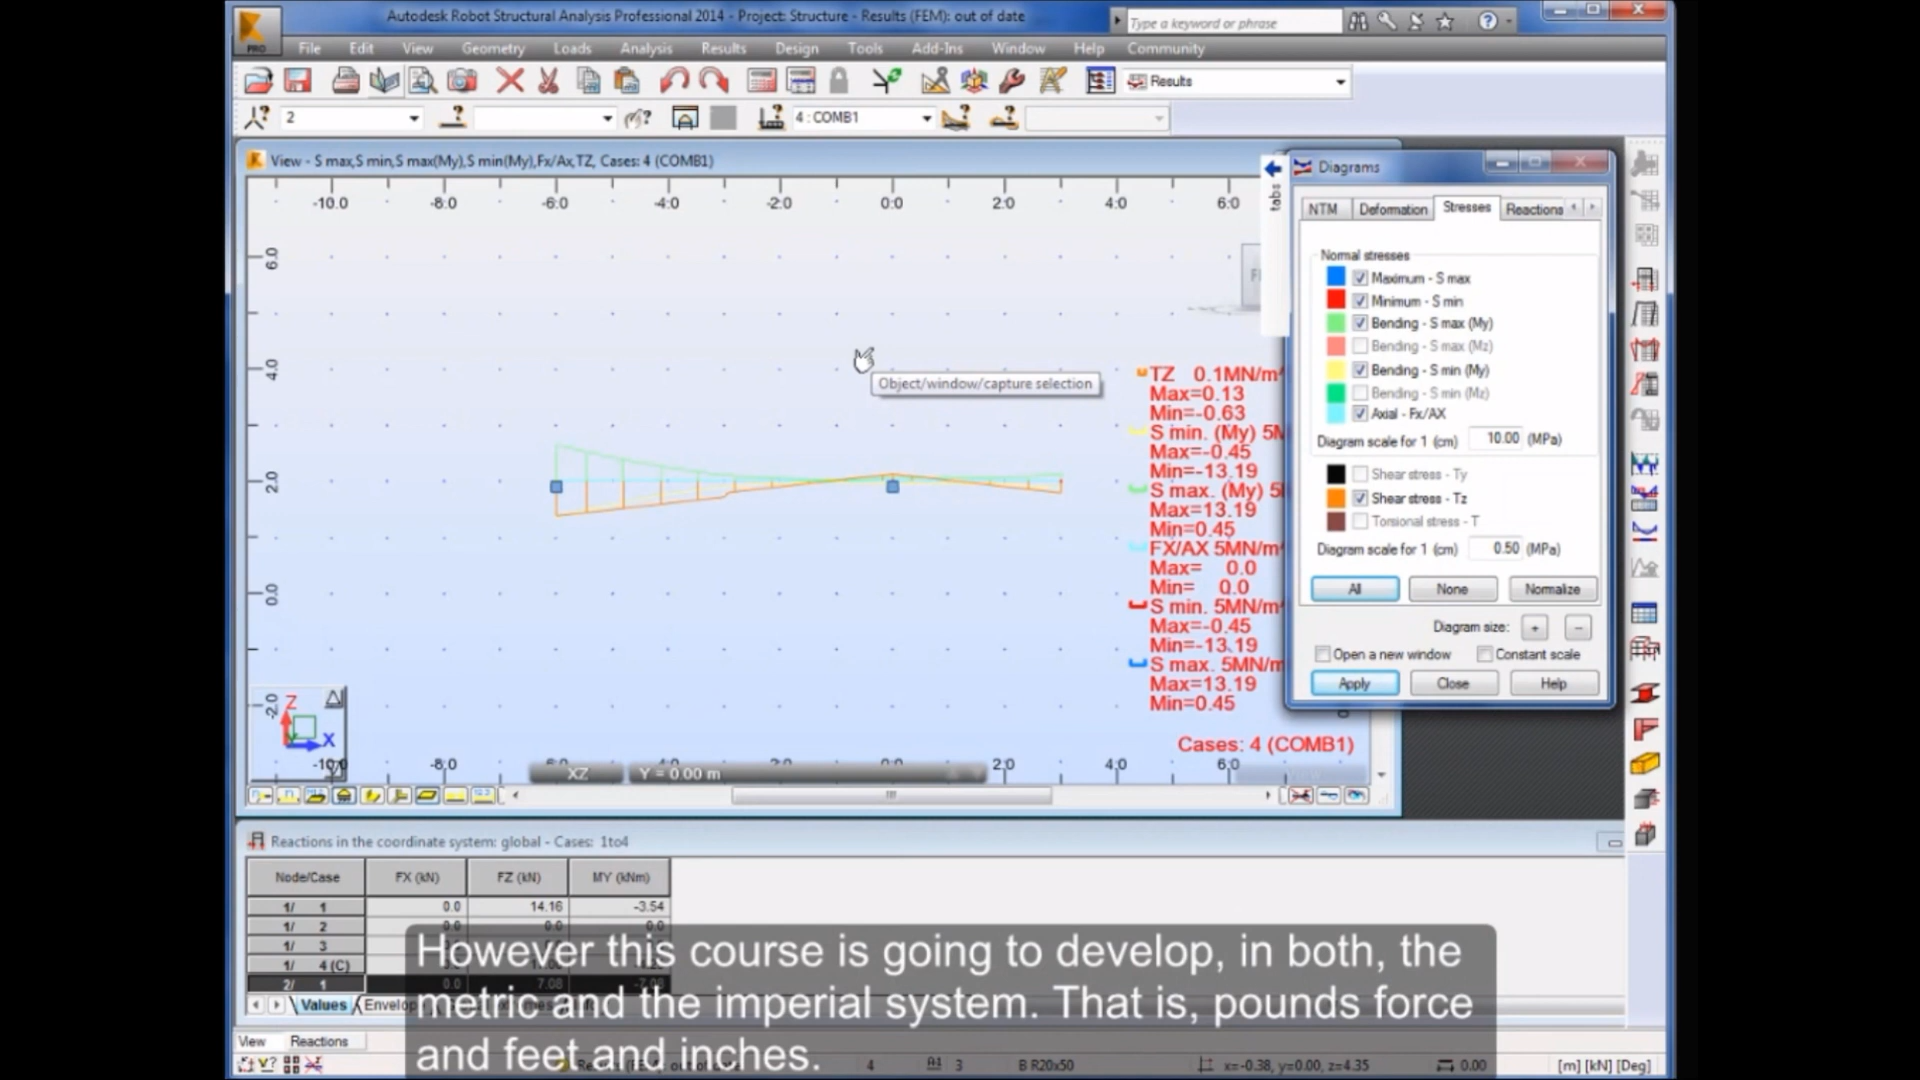 Autodesk Robot Structural Analysis Professional 2014 - Project: Structure - Results (FEM): out of date
Type a keyword or phrase
PRO
File Edit View Geometry Loads Analysis Results Design Tools Add-Ins Window Help Community
Results
2
4 : COMB1
View - S max,S min,S max(My),S min(My),Fx/Ax,TZ, Cases: 4 (COMB1)
-10.0 -8:0 -6:0 -4:0 -2:0 0:0 2:0 4:0 6:0
6.0
4.0
2.0
0.0
-2.0
Object/window/capture selection
TZ 0.1MN/m
Max=0.13
Min=-0.63
S min. (My) 5M
Max=-0.45
Min=-13.19
S max. (My) 5
Max=13.19
Min=0.45
FX/AX 5MN/m
Max= 0.0
Min= 0.0
S min. 5MN/m
Max=-0.45
Min=-13.19
S max. 5MN/m
Max=13.19
Min=0.45
Cases: 4 (COMB1)
Z
X
-8:0 0:0 2;0 4:0 6:0
XZ
Y = 0.00 m
tabs
Diagrams
NTM Deformation Stresses Reactions
Normal stresses
Maximum - S max
Minimum - S min
Bending - S max (My)
Bending - S max (Mz)
Bending - S min (My)
Bending - S min (Mz)
Axial - Fx/AX
Diagram scale for 1 (cm) 10.00 (MPa)
Shear stress - Ty
Shear stress - Tz
Torsional stress - T
Diagram scale for 1 (cm) 0.50 (MPa)
All None Normalize
Diagram size: + -
Open a new window Constant scale
Apply Close Help
Reactions in the coordinate system: global - Cases: 1to4
Node/Case FX (kN) FZ (kN) MY (kNm)
1/ 1 0.0 14.16 -3.54
1/ 2 0.0 0.0 0.0
1/ 3
1/ 4 (C)
2/ 1 0.0 7.08
Values Envelop
View Reactions
However this course is going to develop, in both, the
metric and the imperial system. That is, pounds force
and feet and inches.
4 3 B R20x50 x=-0.38, y=0.00, z=4.35 0.00 [m] [kN] [Deg]